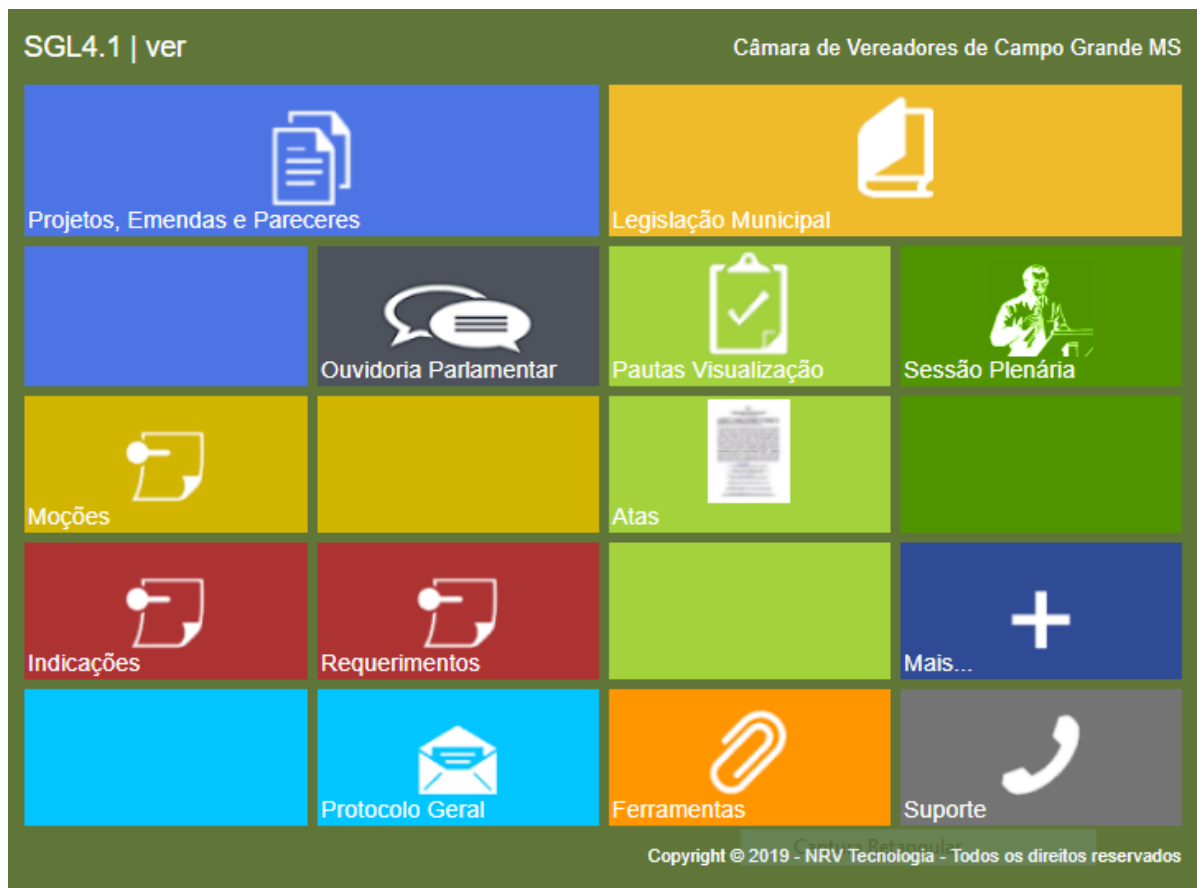 SGL4.1 | ver
Câmara de Vereadores de Campo Grande MS
Projetos, Emendas e Pareceres
Legislação Municipal
Ouvidoria Parlamentar
Pautas Visualização
Sessão Plenária
Moções
Atas
Indicações
Requerimentos
Mais...
Protocolo Geral
Ferramentas
Suporte
Captura Retangular
Copyright © 2019 - NRV Tecnologia - Todos os direitos reservados